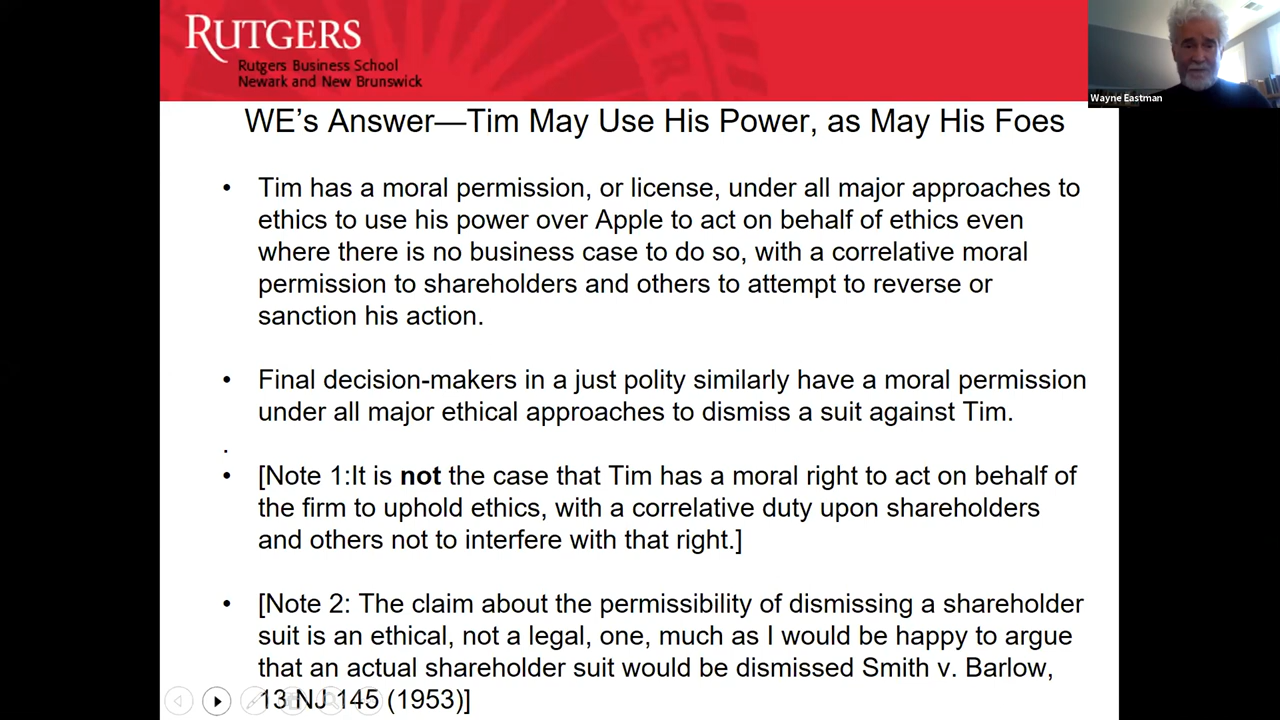 RUTGERS
Rutgers Business School
Newark and New Brunswick
Wayne Eastman
WE’s Answer—Tim May Use His Power, as May His Foes
• Tim has a moral permission, or license, under all major approaches to
ethics to use his power over Apple to act on behalf of ethics even
where there is no business case to do so, with a correlative moral
permission to shareholders and others to attempt to reverse or
sanction his action.
• Final decision-makers in a just polity similarly have a moral permission
under all major ethical approaches to dismiss a suit against Tim.
.
• [Note 1:It is not the case that Tim has a moral right to act on behalf of
the firm to uphold ethics, with a correlative duty upon shareholders
and others not to interfere with that right.]
• [Note 2: The claim about the permissibility of dismissing a shareholder
suit is an ethical, not a legal, one, much as I would be happy to argue
that an actual shareholder suit would be dismissed Smith v. Barlow,
13 NJ 145 (1953)]